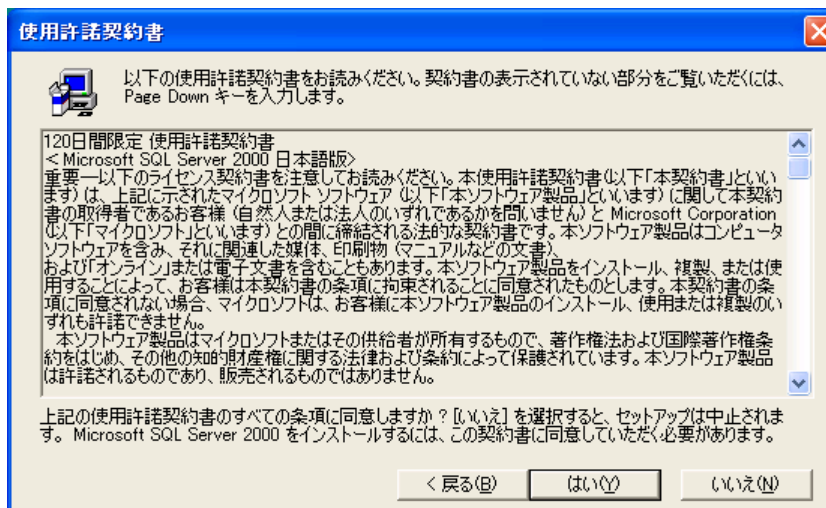 使用許諾契約書
以下の使用許諾契約書をお読みください。契約書の表示されていない部分をご覧いただくには、
Page Down キーを入力します。
120日間限定 使用許諾契約書
< Microsoft SQL Server 2000 日本語版>
重要―以下のライセンス契約書を注意してお読みください。本使用許諾契約書(以下「本契約書」といい
ます) は、上記に示されたマイクロソフト ソフトウェア (以下「本ソフトウェア製品」といいます) に関して本契約
書の取得者であるお客様 (自然人または法人のいずれであるかを問いません) と Microsoft Corporation
(以下「マイクロソフト」といいます) との間に締結される法的な契約書です。本ソフトウェア製品はコンピュータ
ソフトウェアを含み、それに関連した媒体、印刷物 (マニュアルなどの文書)、
および「オンライン」または電子文書を含むこともあります。本ソフトウェア製品をインストール、複製、または使
用することによって、お客様は本契約書の条項に拘束されることに同意されたものとします。本契約書の条
項に同意されない場合、マイクロソフトは、お客様に本ソフトウェア製品のインストール、使用または複製のい
ずれも許諾できません。
本ソフトウェア製品はマイクロソフトまたはその供給者が所有するもので、著作権法および国際著作権条
約をはじめ、その他の知的財産権に関する法律および条約によって保護されています。本ソフトウェア製品
は許諾されるものであり、販売されるものではありません。
上記の使用許諾契約書のすべての条項に同意しますか ? [いいえ] を選択すると、セットアップは中止されま
す。 Microsoft SQL Server 2000 をインストールするには、この契約書に同意していただく必要があります。
< 戻る(B) はい(Y) いいえ(N)